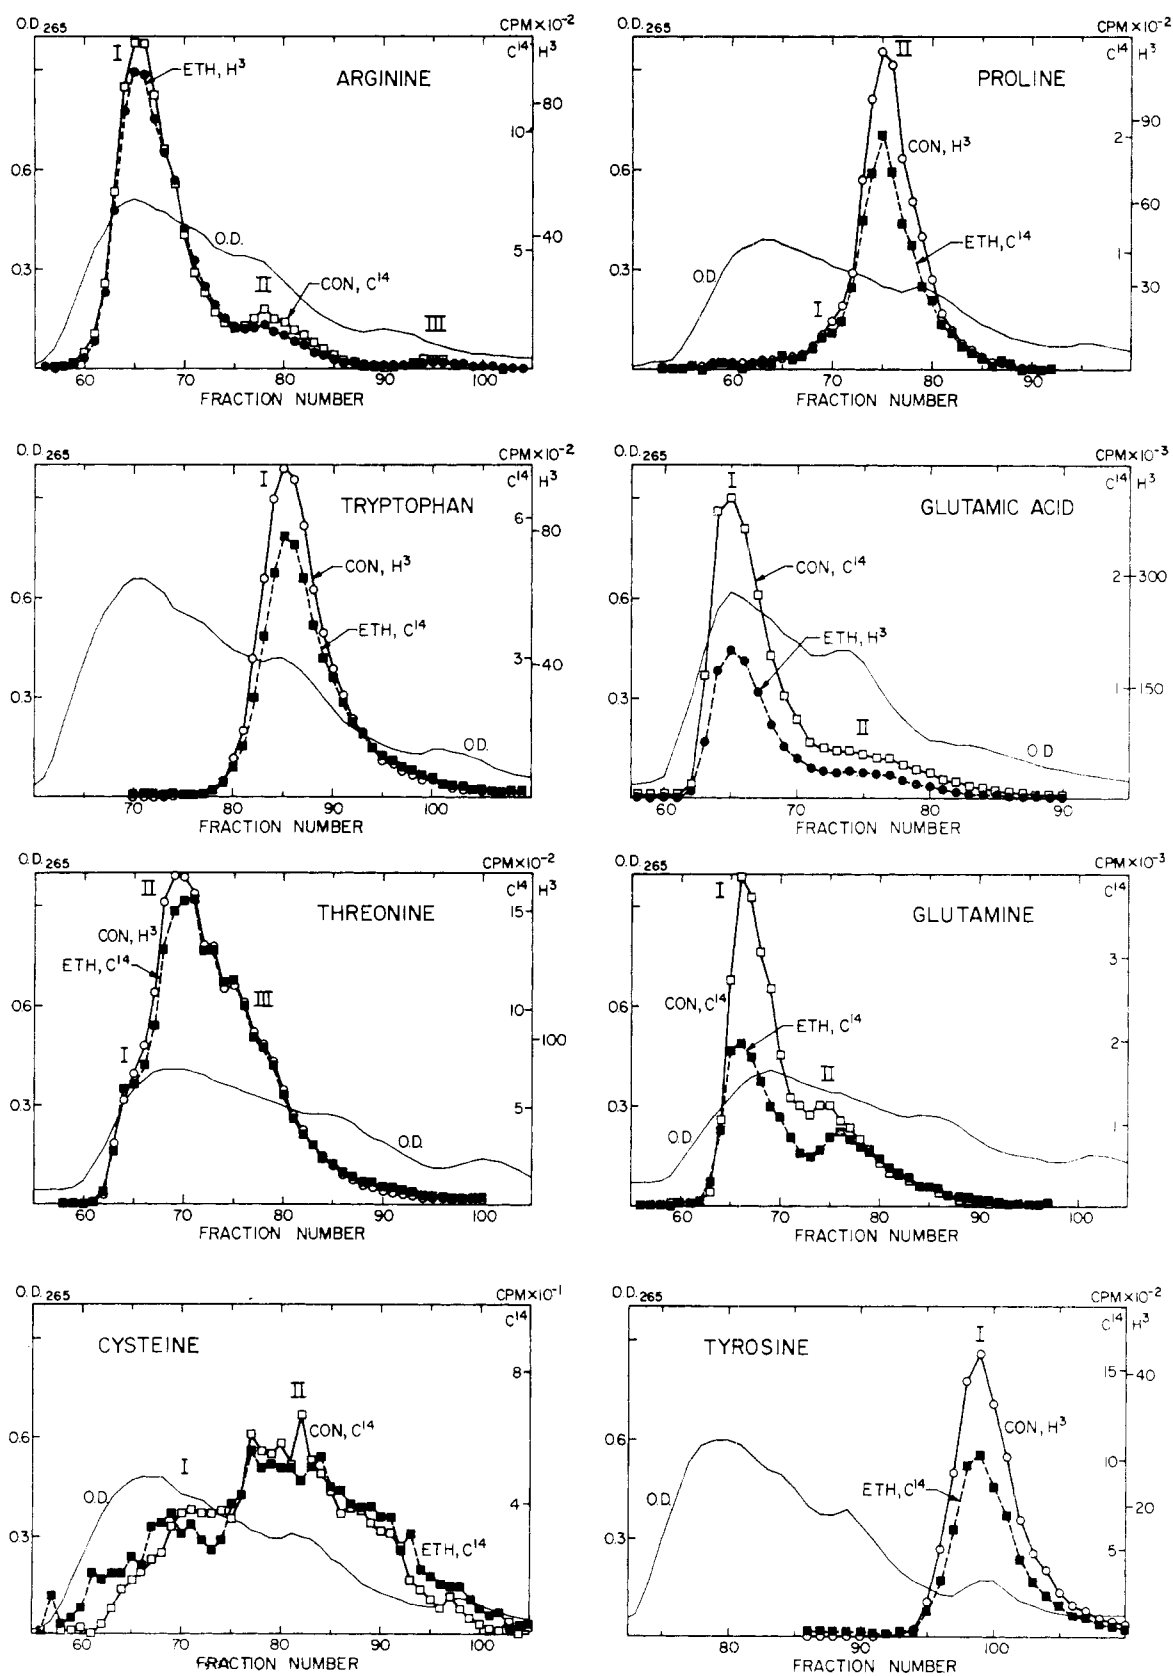 O.D.265 CPM×10-2
C14 H3
I
ETH, H3
ARGININE
80
10
0.6
O.D.
40
5
0.3
II
CON, C14
III
60 70 80 90 100
FRACTION NUMBER
O.D.265 CPM×10-2
C14 H3
II
PROLINE
90
2
CON, H3
0.6
60
ETH, C14
1
0.3
O.D.
30
I
60 70 80 90
FRACTION NUMBER
O.D.265 CPM×10-2
C14 H3
I
TRYPTOPHAN
6
80
CON, H3
0.6
ETH, C14
3
40
0.3
O.D.
70 80 90 100
FRACTION NUMBER
O.D.265 CPM×10-3
C14 H3
I
GLUTAMIC ACID
CON, C14
2 300
0.6
ETH, H3
1 150
0.3
II
O.D
60 70 80 90
FRACTION NUMBER
O.D.265 CPM×10-2
C14 H3
II
THREONINE
15
CON, H3
ETH, C14
0.6
III
10
100
I
0.3
5
O.D.
60 70 80 90 100
FRACTION NUMBER
O.D.265 CPM×10-3
C14
I
GLUTAMINE
3
CON, C14
0.6
ETH, C14
2
II
0.3
O.D.
1
60 70 80 90 100
FRACTION NUMBER
O.D.265 CPM×10-1
C14
CYSTEINE
8
II
CON, C14
0.6
I
O.D.
4
0.3
ETH, C14
60 70 80 90 100
FRACTION NUMBER
O.D.265 CPM×10-2
C14 H3
TYROSINE
I
15
40
CON, H3
0.6
10
ETH, C14
O.D.
20
0.3
5
80 90 100
FRACTION NUMBER